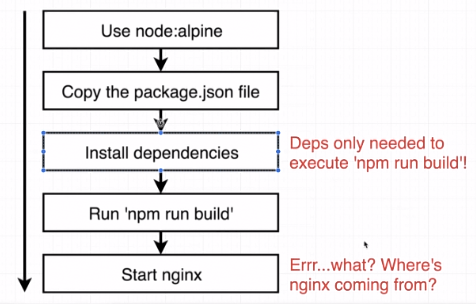 Use node:alpine
Copy the package.json file
Install dependencies
Deps only needed to
execute 'npm run build'!
Run 'npm run build'
Start nginx
Errr...what? Where's
nginx coming from?